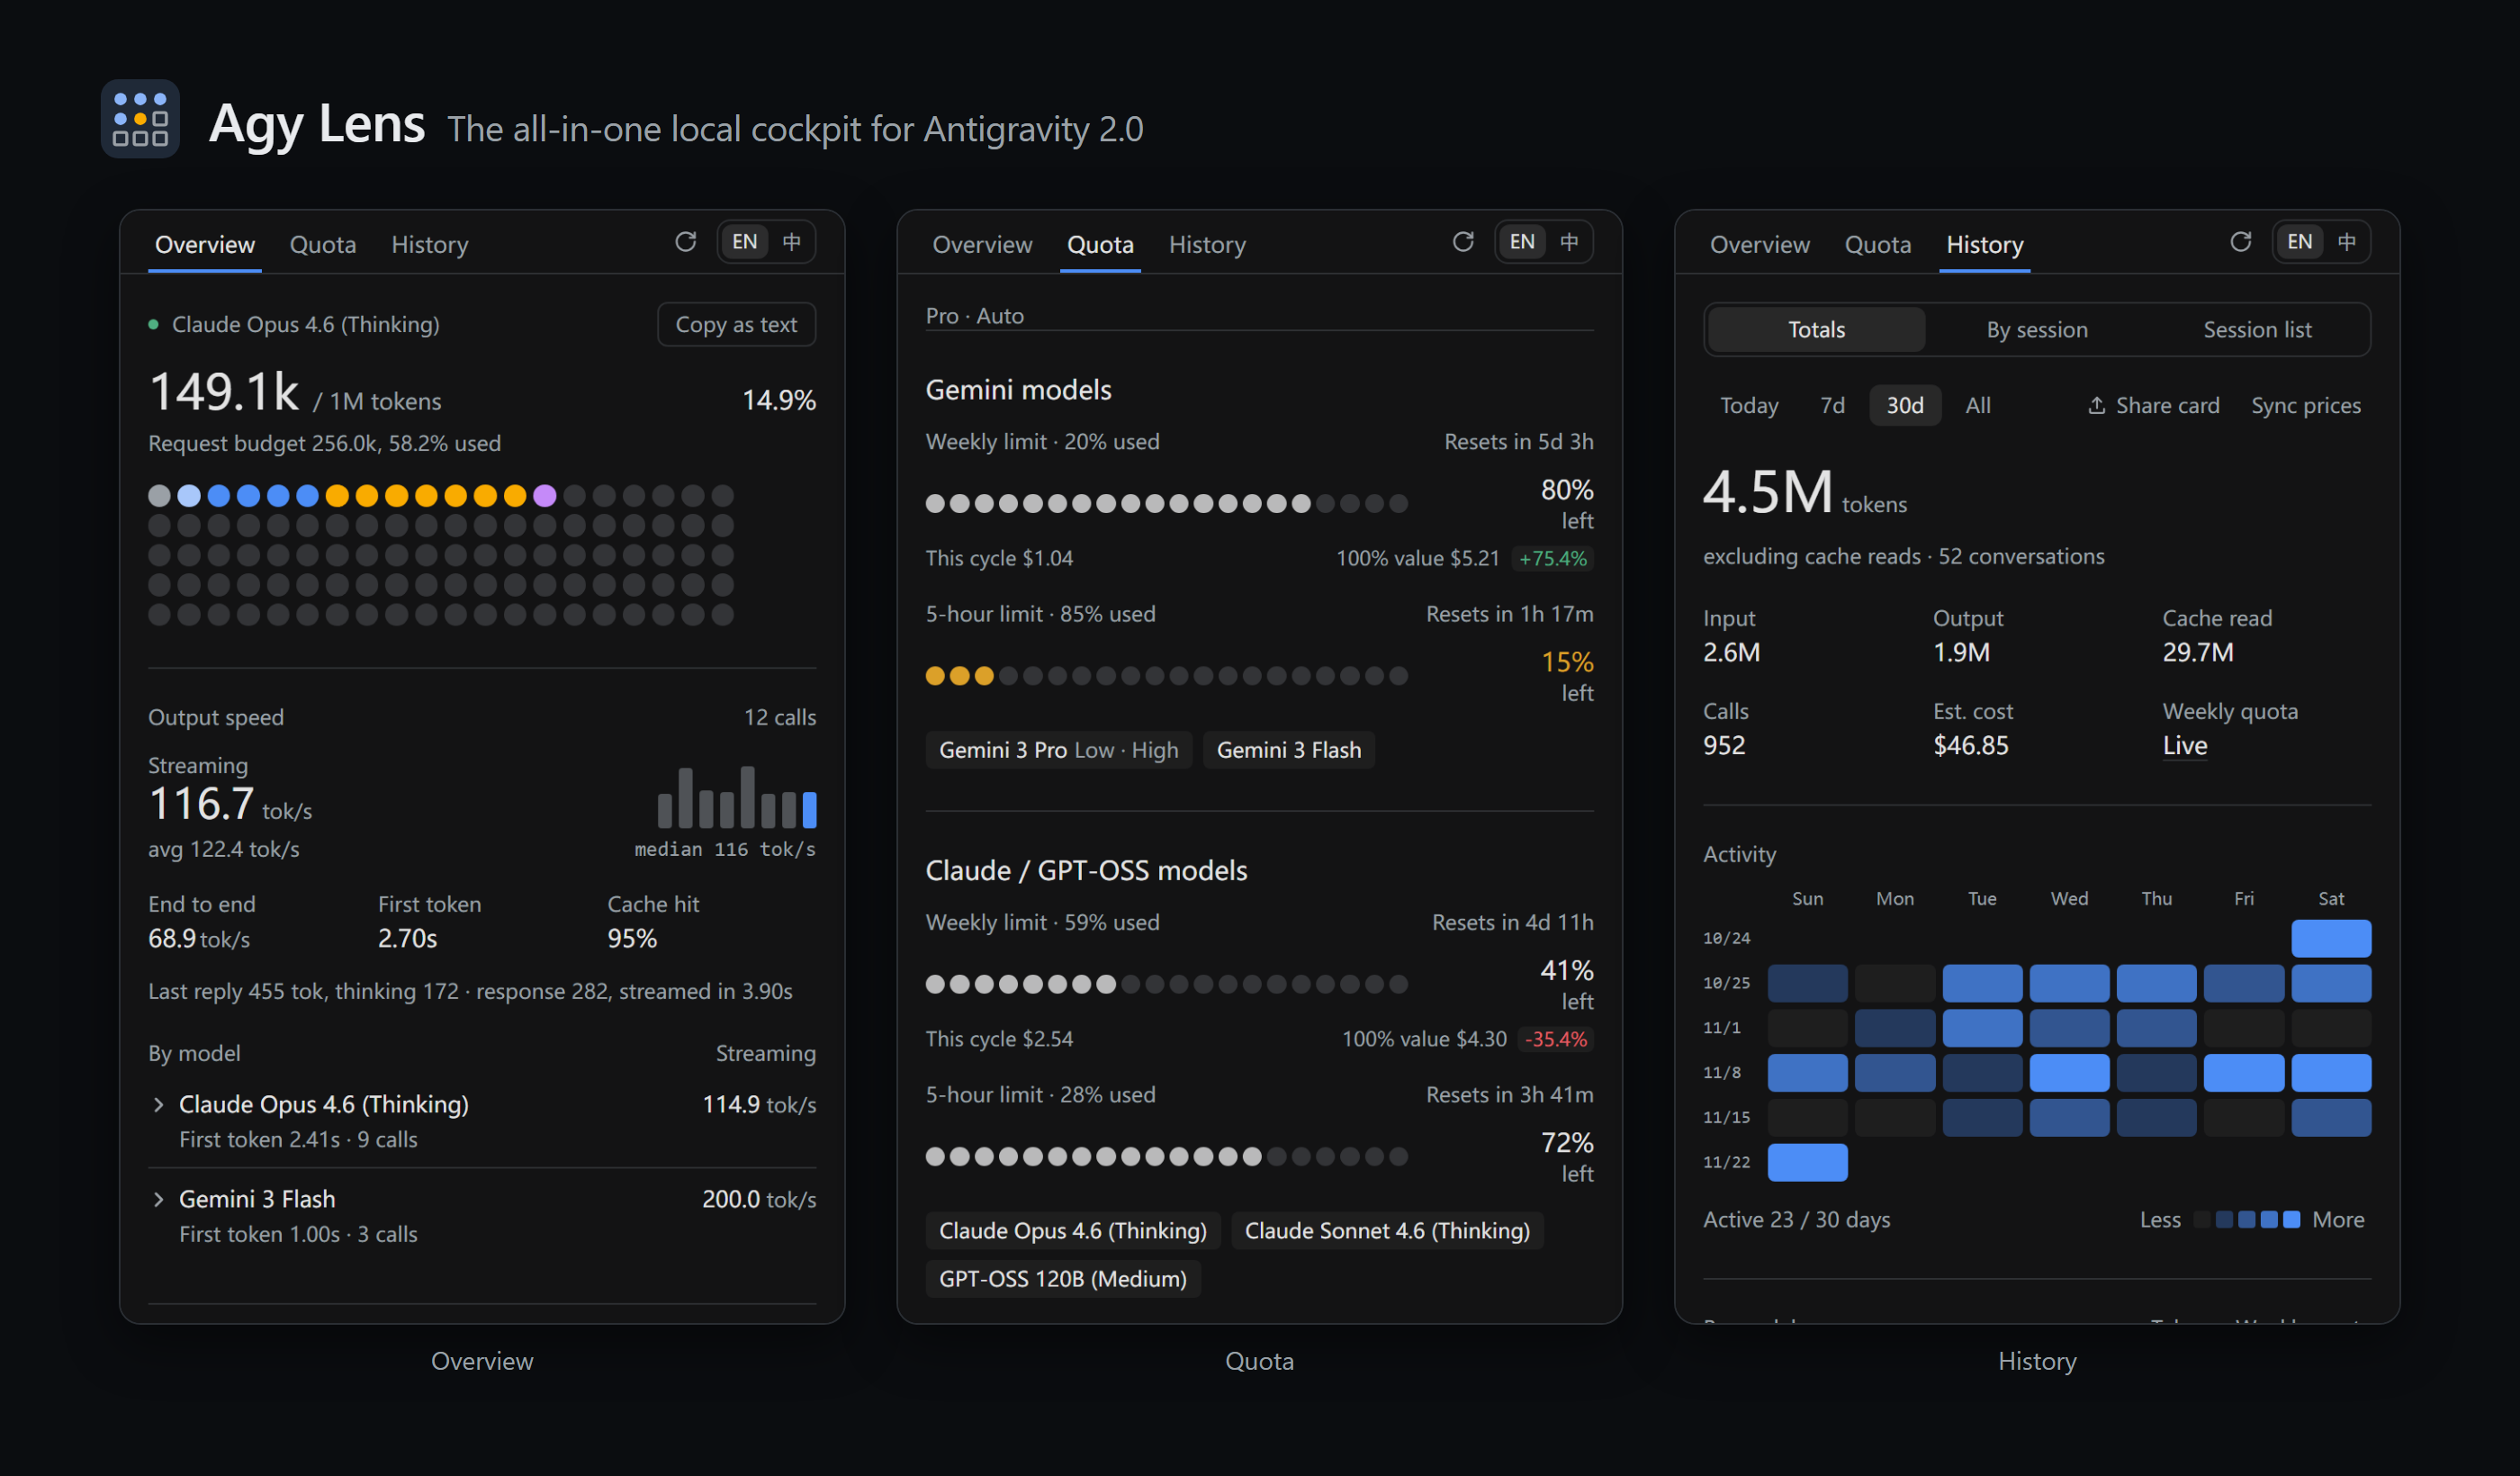 Agy Lens The all-in-one local cockpit for Antigravity 2.0
Overview Quota History EN 中
Claude Opus 4.6 (Thinking) Copy as text
149.1k / 1M tokens 14.9%
Request budget 256.0k, 58.2% used
Output speed 12 calls
Streaming
116.7 tok/s
avg 122.4 tok/s median 116 tok/s
End to end First token Cache hit
68.9 tok/s 2.70s 95%
Last reply 455 tok, thinking 172 · response 282, streamed in 3.90s
By model Streaming
Claude Opus 4.6 (Thinking) 114.9 tok/s
First token 2.41s · 9 calls
Gemini 3 Flash 200.0 tok/s
First token 1.00s · 3 calls
Overview
Overview Quota History EN 中
Pro · Auto
Gemini models
Weekly limit · 20% used Resets in 5d 3h
80%
left
This cycle $1.04 100% value $5.21 +75.4%
5-hour limit · 85% used Resets in 1h 17m
15%
left
Gemini 3 Pro Low · High Gemini 3 Flash
Claude / GPT-OSS models
Weekly limit · 59% used Resets in 4d 11h
41%
left
This cycle $2.54 100% value $4.30 -35.4%
5-hour limit · 28% used Resets in 3h 41m
72%
left
Claude Opus 4.6 (Thinking) Claude Sonnet 4.6 (Thinking)
GPT-OSS 120B (Medium)
Quota
Overview Quota History EN 中
Totals By session Session list
Today 7d 30d All Share card Sync prices
4.5M tokens
excluding cache reads · 52 conversations
Input Output Cache read
2.6M 1.9M 29.7M
Calls Est. cost Weekly quota
952 $46.85 Live
Activity
Sun Mon Tue Wed Thu Fri Sat
10/24
10/25
11/1
11/8
11/15
11/22
Active 23 / 30 days Less More
History